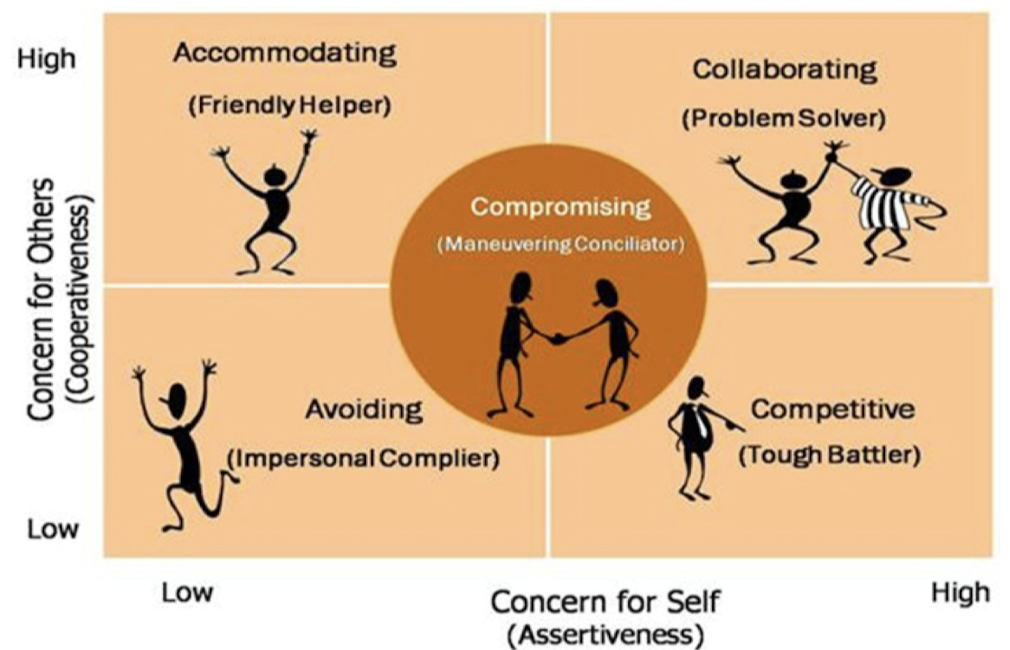 High
Accommodating
(Friendly Helper)
Collaborating
(Problem Solver)
Concern for Others
(Cooperativeness)
Compromising
(Maneuvering Conciliator)
Avoiding
(Impersonal Complier)
Competitive
(Tough Battler)
Low
Low
Concern for Self
(Assertiveness)
High